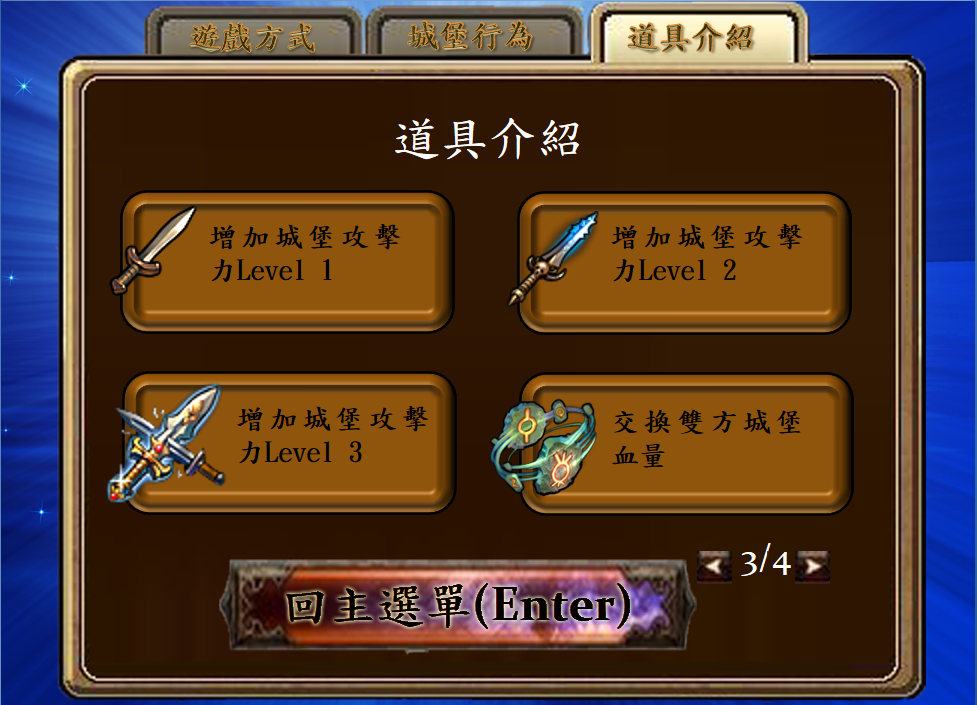 遊戲方式
城堡行為
道具介紹
道具介紹
增加城堡攻擊
力Level 1
增加城堡攻擊
力Level 2
增加城堡攻擊
力Level 3
交換雙方城堡
血量
3/4
回主選單(Enter)